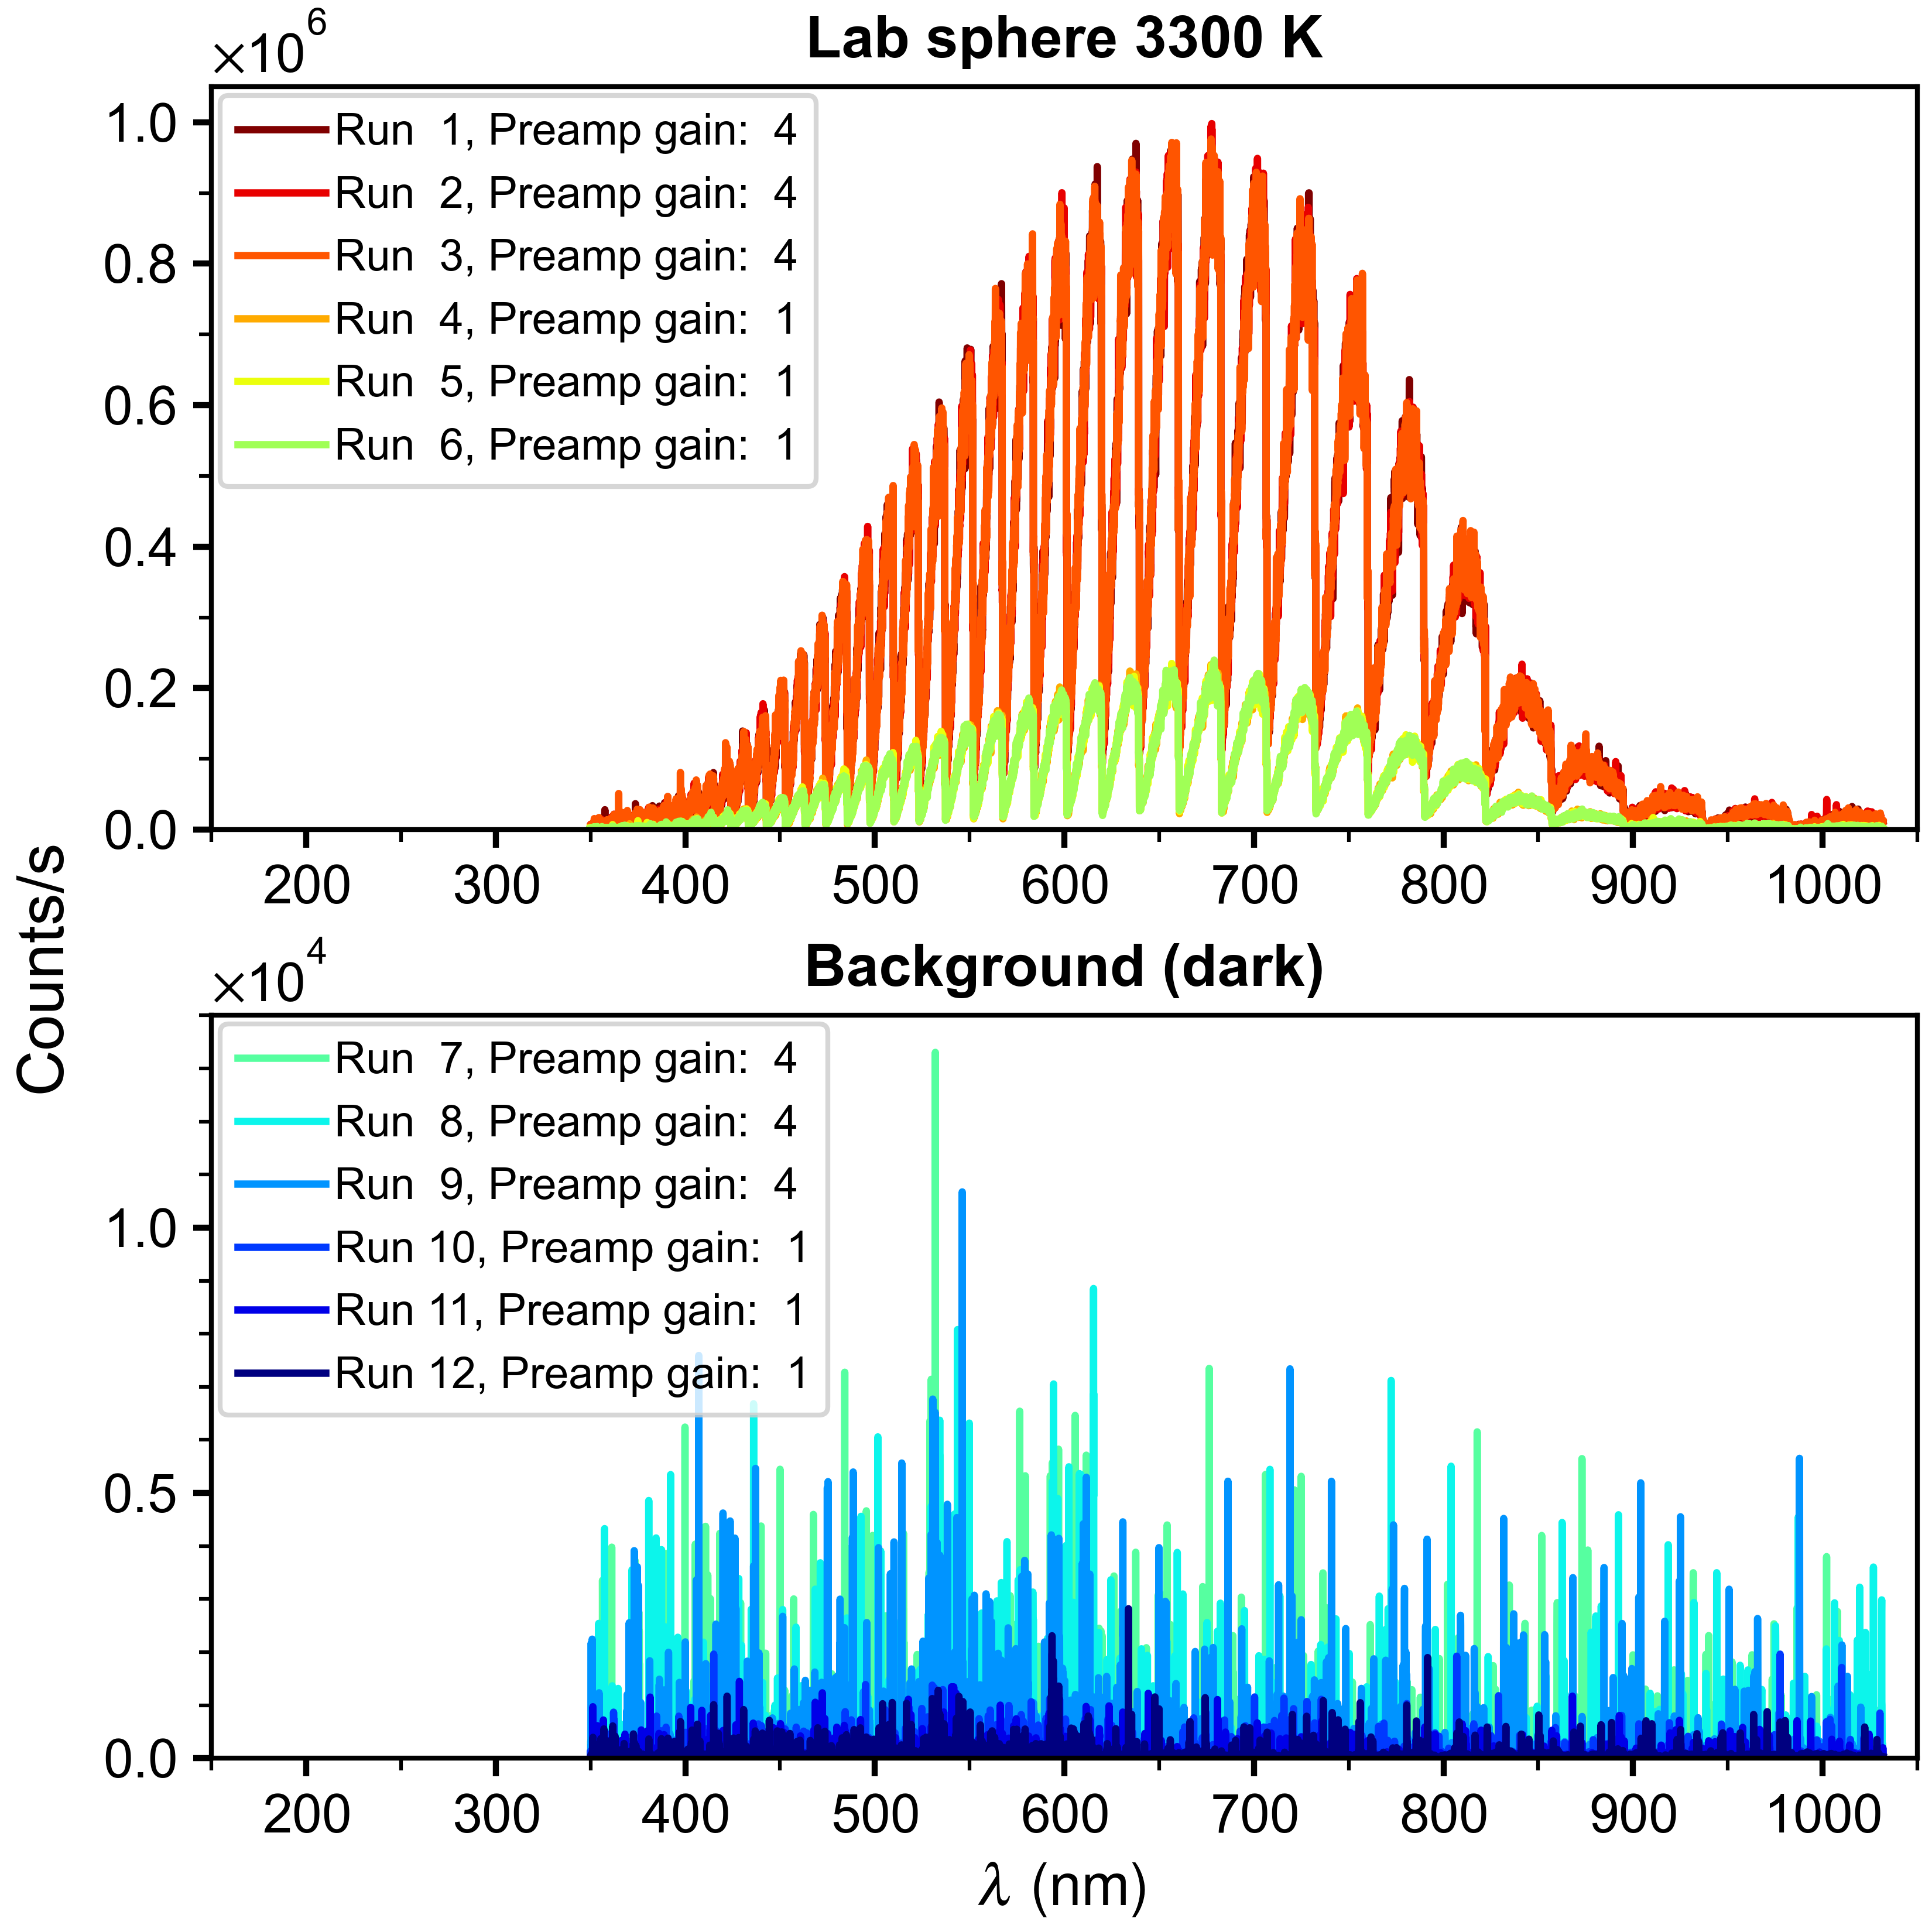 ×10⁶
Lab sphere 3300 K
1.0
0.8
0.6
0.4
0.2
0.0
Run 1, Preamp gain: 4
Run 2, Preamp gain: 4
Run 3, Preamp gain: 4
Run 4, Preamp gain: 1
Run 5, Preamp gain: 1
Run 6, Preamp gain: 1
200 300 400 500 600 700 800 900 1000
Counts/s
×10⁴
Background (dark)
1.0
0.5
0.0
Run 7, Preamp gain: 4
Run 8, Preamp gain: 4
Run 9, Preamp gain: 4
Run 10, Preamp gain: 1
Run 11, Preamp gain: 1
Run 12, Preamp gain: 1
200 300 400 500 600 700 800 900 1000
λ (nm)